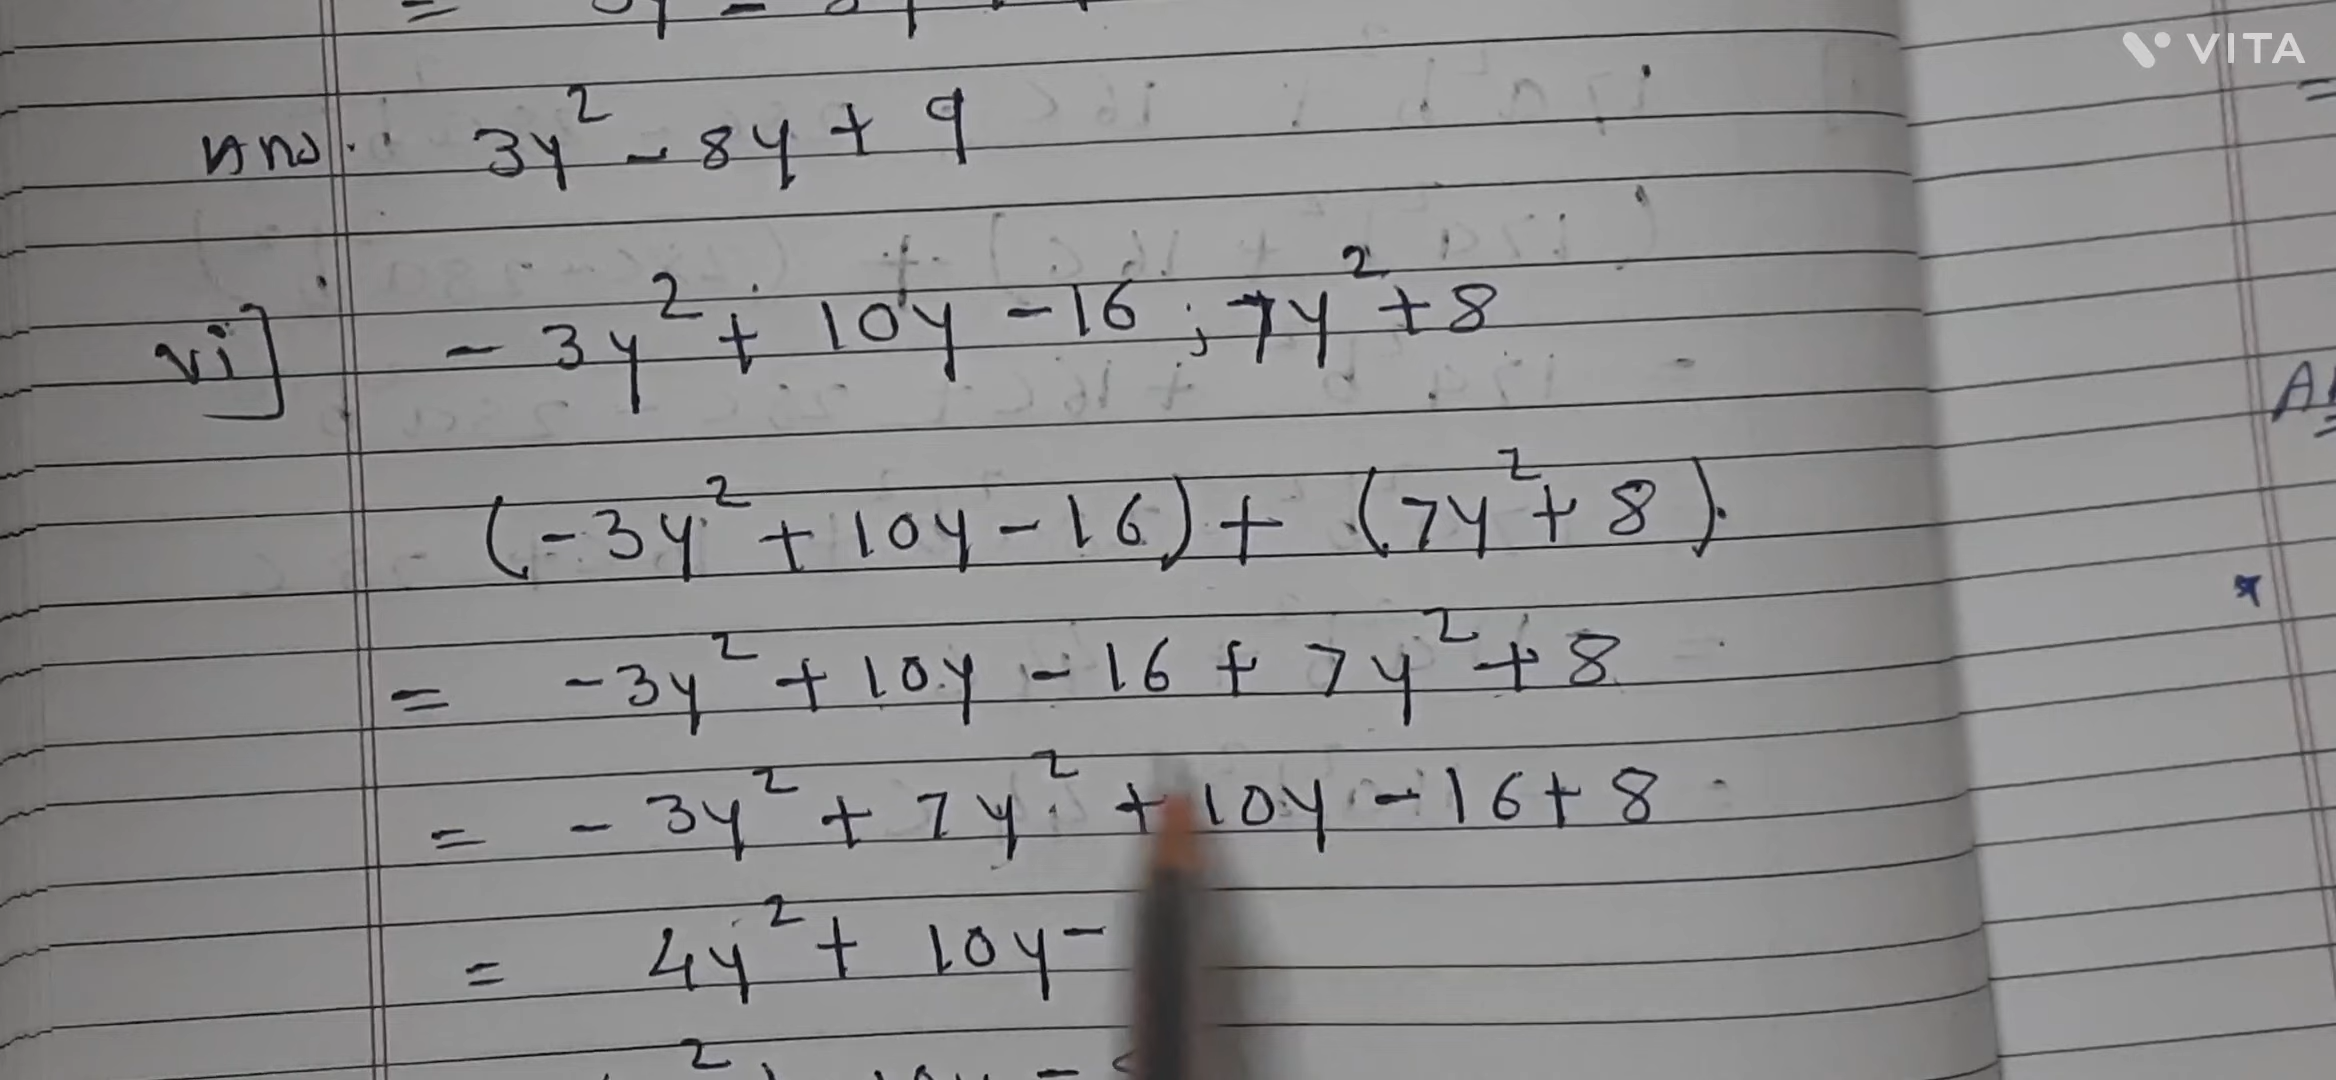 VITA
ans. 3y² - 8y + 9
vi] - 3y² + 10y - 16 ; 7y² + 8
(-3y² + 10y - 16) + (7y² + 8)
= -3y² + 10y - 16 + 7y² + 8
= - 3y² + 7y² + 10y - 16 + 8
= 4y² + 10y -